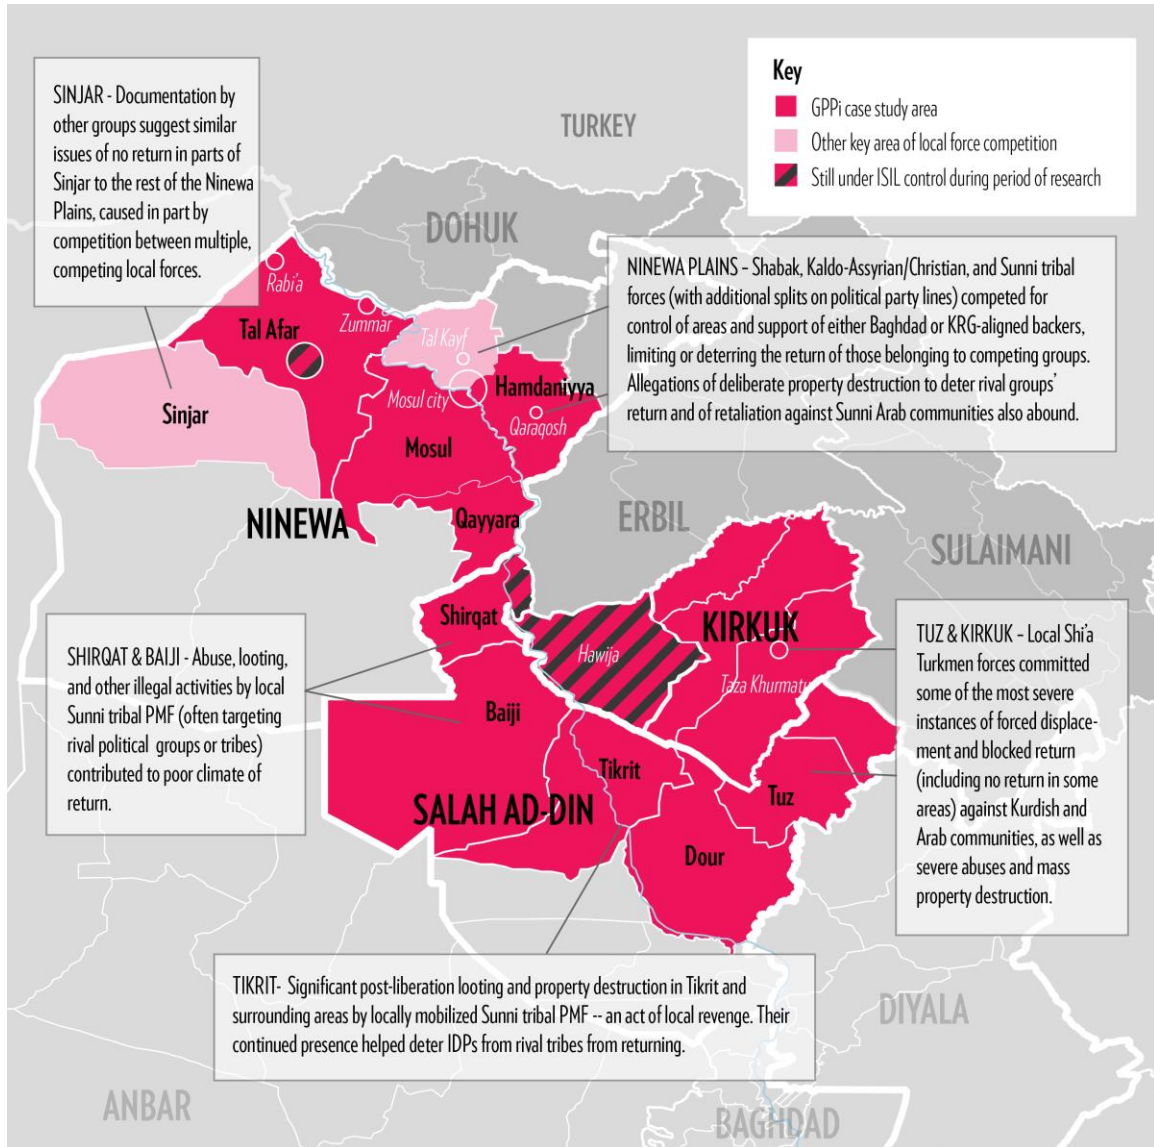 SINJAR - Documentation by
other groups suggest similar
issues of no return in parts of
Sinjar to the rest of the Ninewa
Plains, caused in part by
competition between multiple,
competing local forces.
Key
GPPi case study area
Other key area of local force competition
Still under ISIL control during period of research
TURKEY
DOHUK
NINEWA PLAINS – Shabak, Kaldo-Assyrian/Christian, and Sunni tribal
forces (with additional splits on political party lines) competed for
control of areas and support of either Baghdad or KRG-aligned backers,
limiting or deterring the return of those belonging to competing groups.
Allegations of deliberate property destruction to deter rival groups'
return and of retaliation against Sunni Arab communities also abound.
Rabi'a
Zummar
Tal Afar
Tal Kayf
Hamdaniyya
Mosul city
Qaraqosh
Sinjar
Mosul
NINEWA
Qayyara
ERBIL
SULAIMANI
Shirqat
KIRKUK
Hawija
Taza Khurmatu
SHIRQAT & BAIJI - Abuse, looting,
and other illegal activities by local
Sunni tribal PMF (often targeting
rival political groups or tribes)
contributed to poor climate of
return.
TUZ & KIRKUK – Local Shi'a
Turkmen forces committed
some of the most severe
instances of forced displace-
ment and blocked return
(including no return in some
areas) against Kurdish and
Arab communities, as well as
severe abuses and mass
property destruction.
Baiji
Tikrit
Tuz
SALAH AD-DIN
Dour
TIKRIT- Significant post-liberation looting and property destruction in Tikrit and
surrounding areas by locally mobilized Sunni tribal PMF -- an act of local revenge. Their
continued presence helped deter IDPs from rival tribes from returning.
DIYALA
ANBAR
BAGHDAD